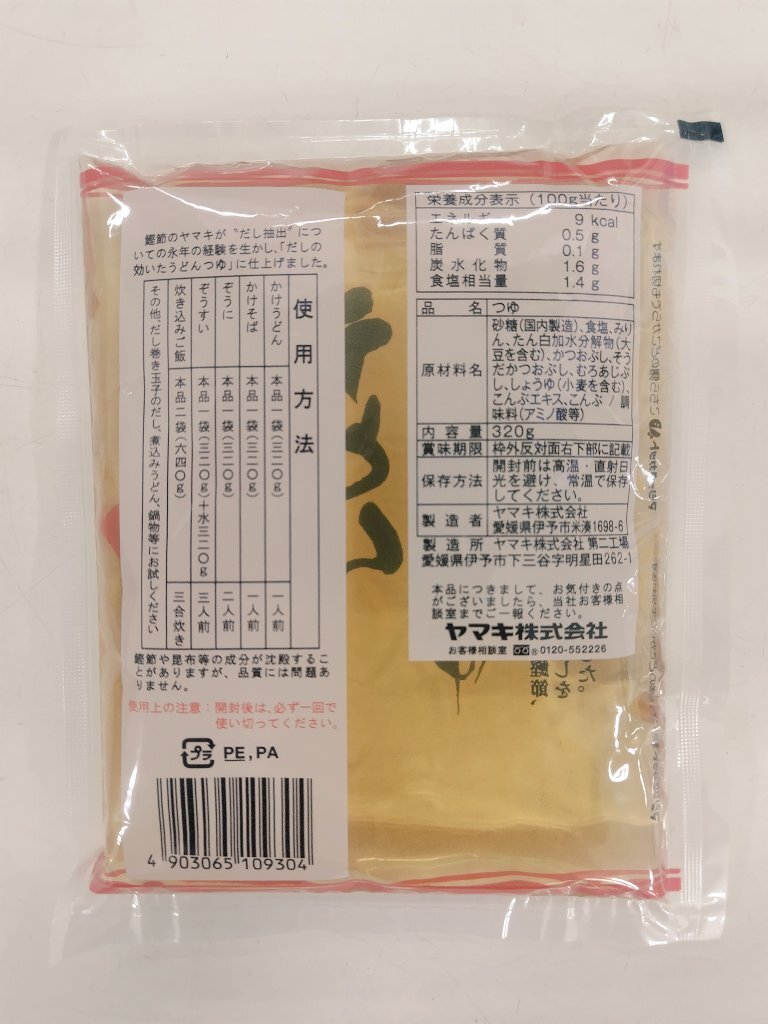 鰹節のヤマキが“だし抽出”につ
いての永年の経験を生かし、「だしの
効いたうどんつゆ」に仕上げました。
使用方法
かけうどん 本品一袋(三二〇g) 一人前
かけそば 本品一袋(三二〇g) 一人前
ぞうに 本品一袋(三二〇g) 二人前
ぞうすい 本品一袋(三二〇g)+水三二〇g 三人前
炊き込みご飯 本品二袋(六四〇g) 三合炊き
その他、だし巻き玉子のだし、煮込みうどん、鍋物等にお試しください
鰹節や昆布等の成分が沈殿するこ
とがありますが、品質には問題あ
りません。
使用上の注意：開封後は、必ず一回で
使い切ってください。
プラ PE,PA
4 903065 109304
栄養成分表示（100g当たり）
エネルギー 9 kcal
たんぱく質 0.5 g
脂質 0.1 g
炭水化物 1.6 g
食塩相当量 1.4 g
品名 つゆ
原材料名 砂糖(国内製造)、食塩、みり
ん、たん白加水分解物(大
豆を含む)、かつおぶし、そう
だかつおぶし、むろあじぶ
し、しょうゆ(小麦を含む)、
こんぶエキス、こんぶ / 調
味料(アミノ酸等)
内容量 320g
賞味期限 枠外反対面右下部に記載
保存方法 開封前は高温・直射日
光を避け、常温で保存
してください。
製造者 ヤマキ株式会社
愛媛県伊予市米湊1698-6
製造所 ヤマキ株式会社 第二工場
愛媛県伊予市下三谷字明星田262-1
本品につきまして、お気付きの点
がございましたら、当社お客様相
談室までご一報ください。
ヤマキ株式会社
お客様相談室 0120-552226